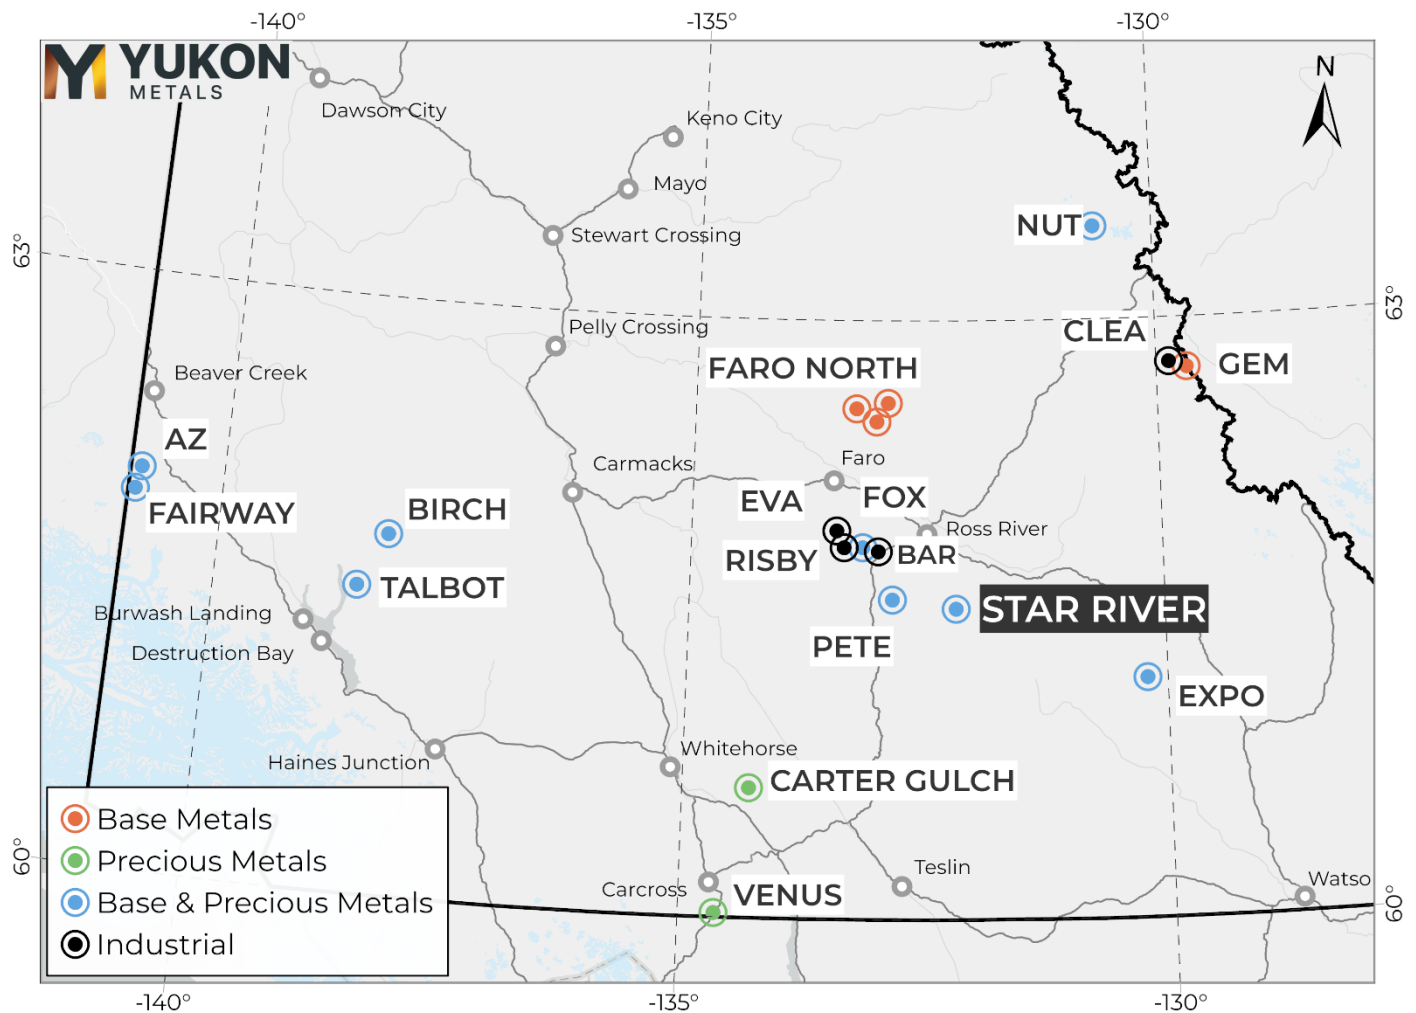 -140°
-135°
-130°
YUKON
METALS
N
Dawson City
Keno City
Mayo
NUT
Stewart Crossing
63°
63°
Pelly Crossing
CLEA
FARO NORTH
GEM
Beaver Creek
AZ
Carmacks
Faro
EVA
FOX
BIRCH
FAIRWAY
Ross River
RISBY
BAR
TALBOT
STAR RIVER
Burwash Landing
Destruction Bay
PETE
EXPO
Whitehorse
Haines Junction
CARTER GULCH
Base Metals
Precious Metals
Base & Precious Metals
Industrial
60°
60°
Teslin
Watso
Carcross
VENUS
-140°
-135°
-130°